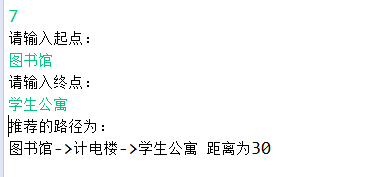 7
请输入起点：
图书馆
请输入终点：
学生公寓
推荐的路径为：
图书馆->计电楼->学生公寓 距离为30